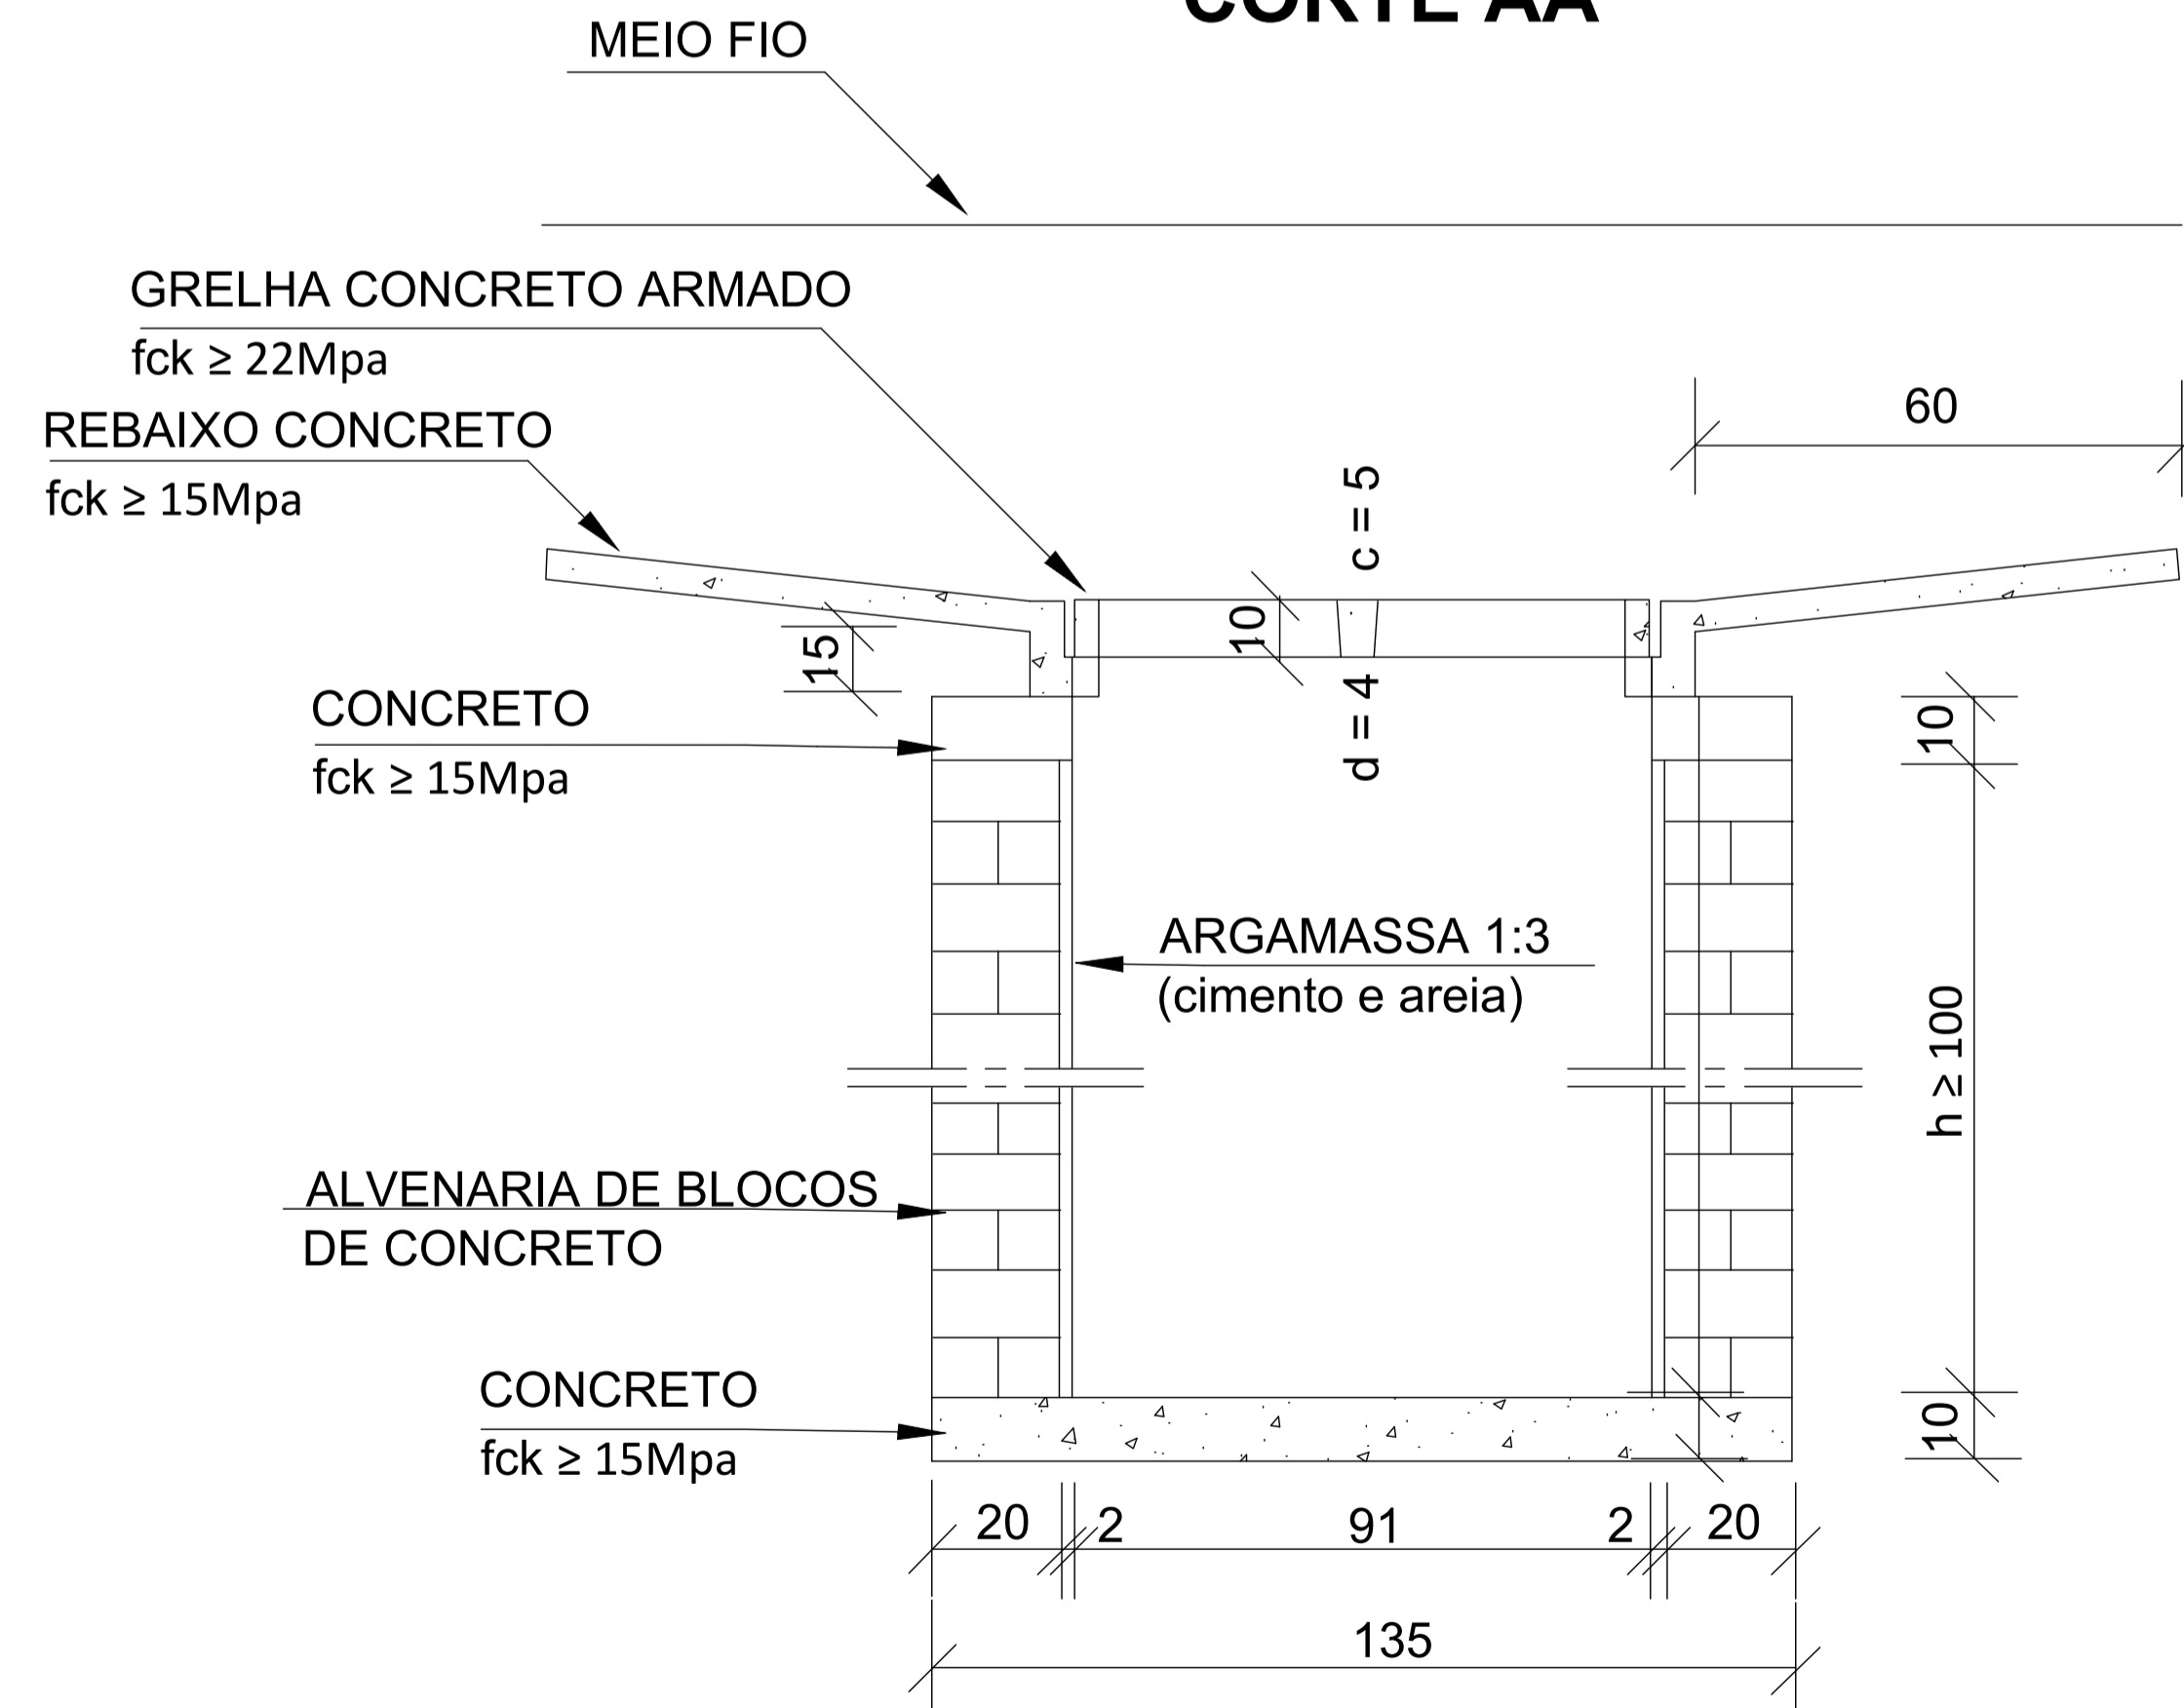 CORTE AA
MEIO FIO
GRELHA CONCRETO ARMADO
fck ≥ 22Mpa
REBAIXO CONCRETO
fck ≥ 15Mpa
60
c = 5
10
15
d = 4
CONCRETO
fck ≥ 15Mpa
10
ARGAMASSA 1:3
(cimento e areia)
h ≥ 100
ALVENARIA DE BLOCOS
DE CONCRETO
CONCRETO
fck ≥ 15Mpa
10
20 2 91 2 20
135